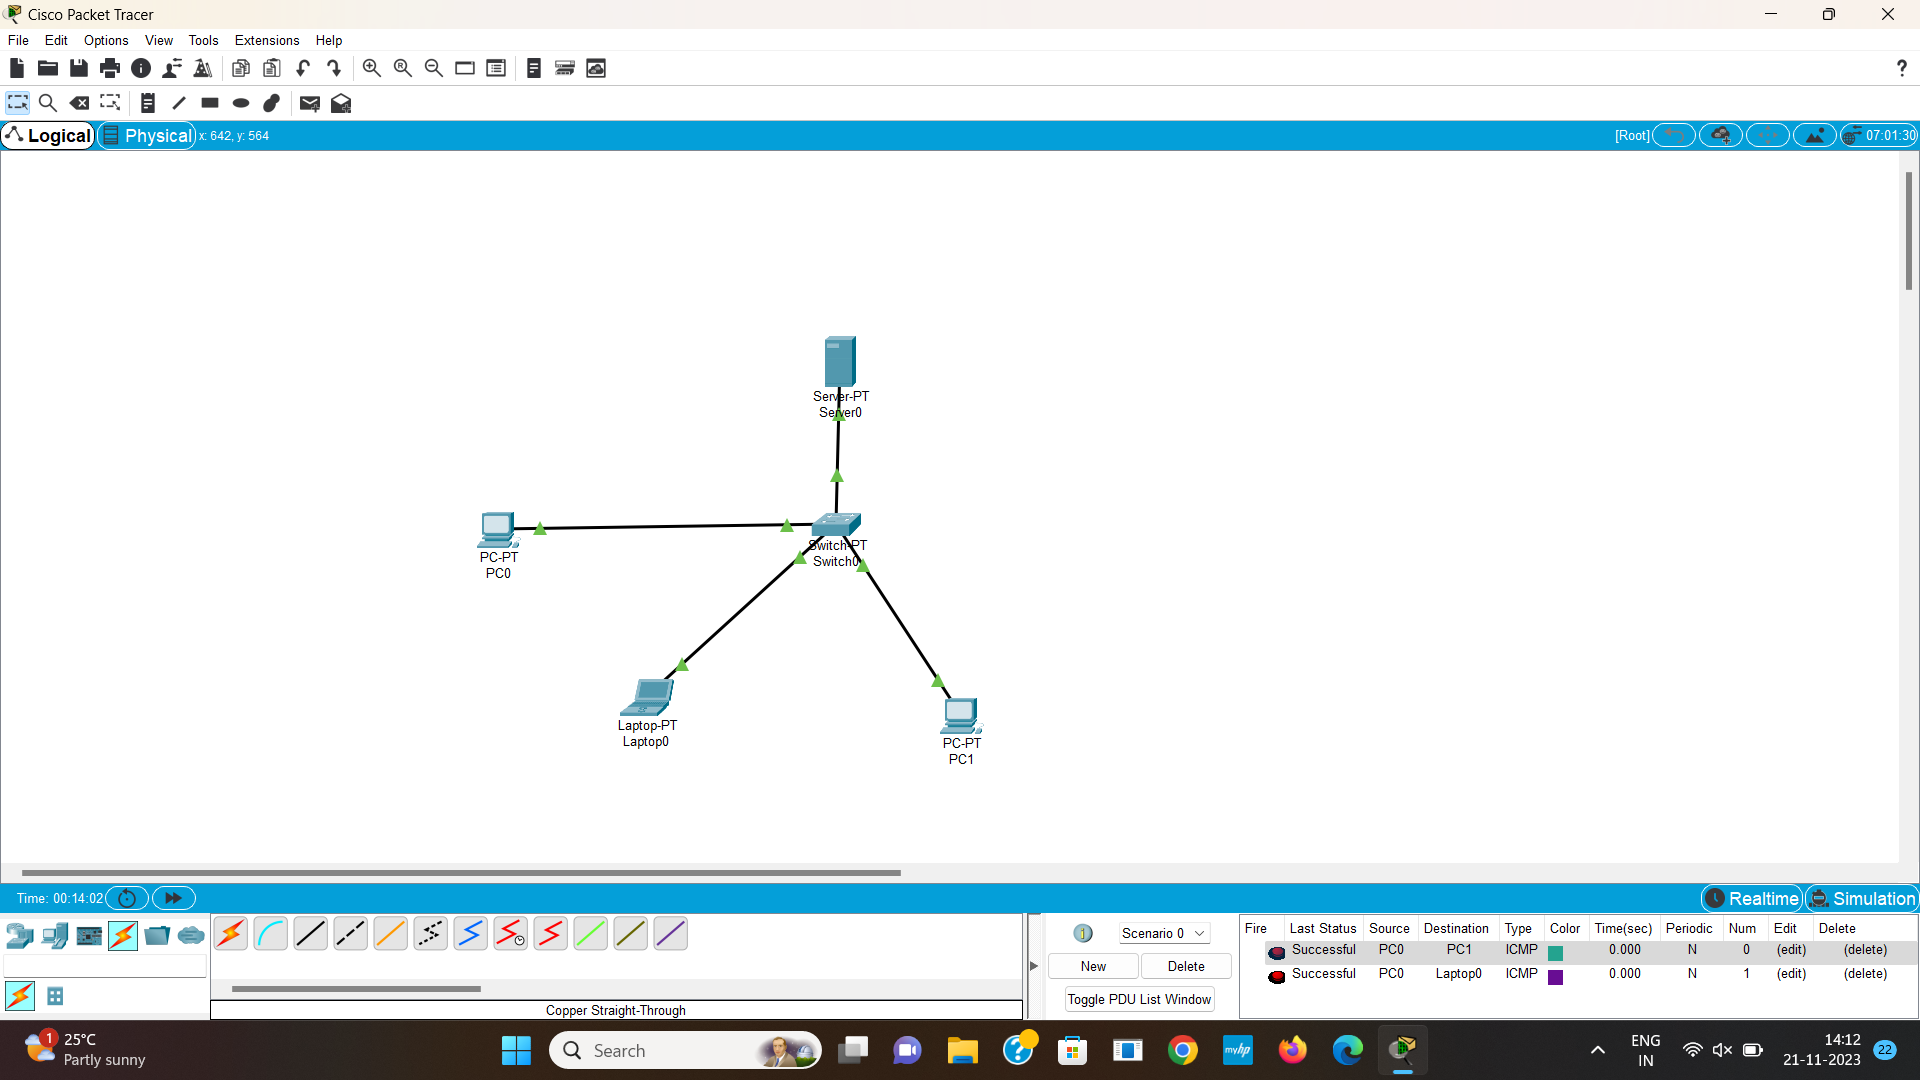 Cisco Packet Tracer
File Edit Options View Tools Extensions Help
?
Logical Physical x: 642, y: 564 [Root] 07:01:30
Server-PT
Server0
Switch-PT
Switch0
PC-PT
PC0
Laptop-PT
Laptop0
PC-PT
PC1
Time: 00:14:02 Realtime Simulation
Scenario 0
New Delete
Toggle PDU List Window
Fire Last Status Source Destination Type Color Time(sec) Periodic Num Edit Delete
Successful PC0 PC1 ICMP 0.000 N 0 (edit) (delete)
Successful PC0 Laptop0 ICMP 0.000 N 1 (edit) (delete)
Copper Straight-Through
1
25°C
Partly sunny
Search
myhp
ENG
IN
14:12
21-11-2023
22